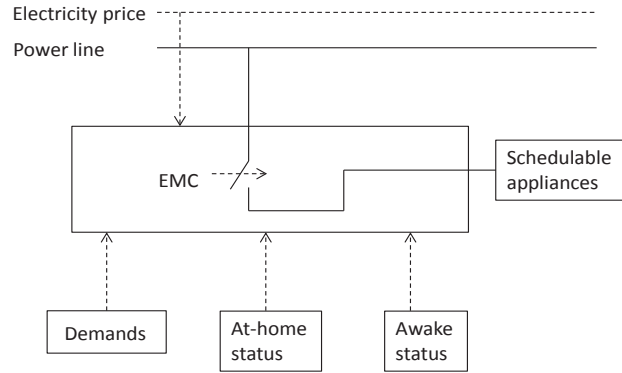 Electricity price
Power line
EMC
Schedulable
appliances
Demands
At-home
status
Awake
status